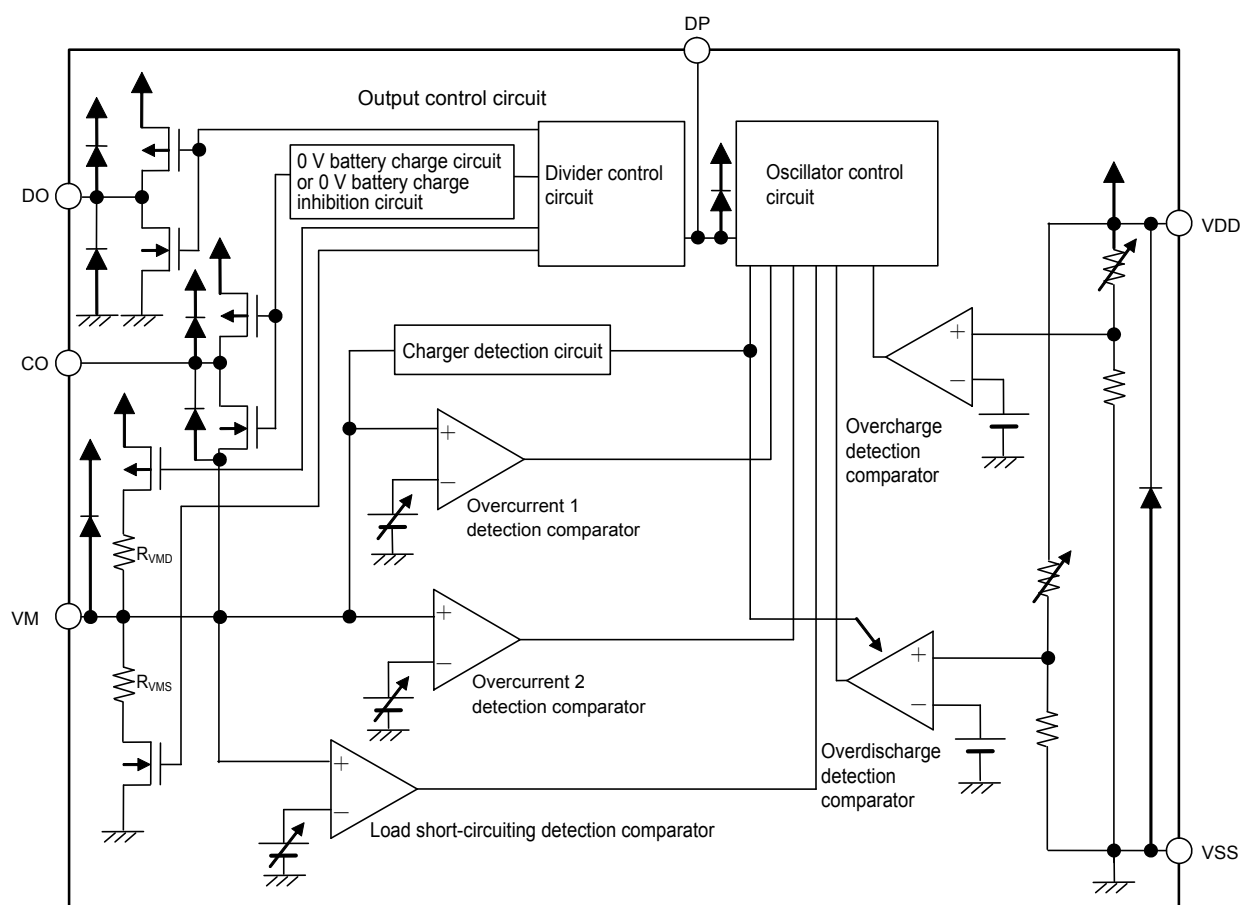 DP
Output control circuit
0 V battery charge circuit
or 0 V battery charge
inhibition circuit
Divider control
circuit
Oscillator control
circuit
DO
VDD
CO
Charger detection circuit
+
−
Overcharge
detection
comparator
+
−
Overcurrent 1
detection comparator
RVMD
VM
+
−
Overcurrent 2
detection comparator
RVMS
+
−
Overdischarge
detection
comparator
+
−
Load short-circuiting detection comparator
VSS